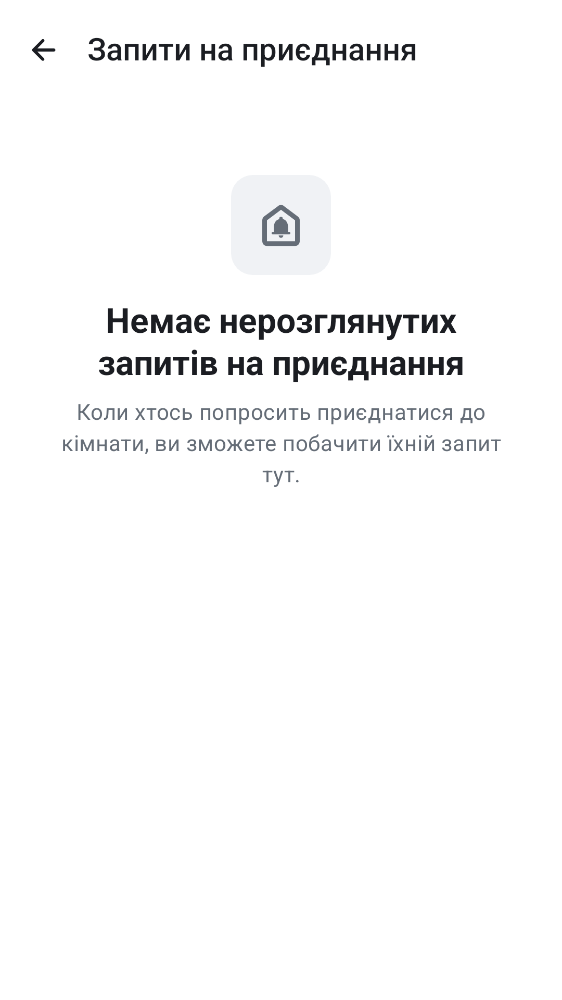 Запити на приєднання
Немає нерозглянутих
запитів на приєднання
Коли хтось попросить приєднатися до
кімнати, ви зможете побачити їхній запит
тут.